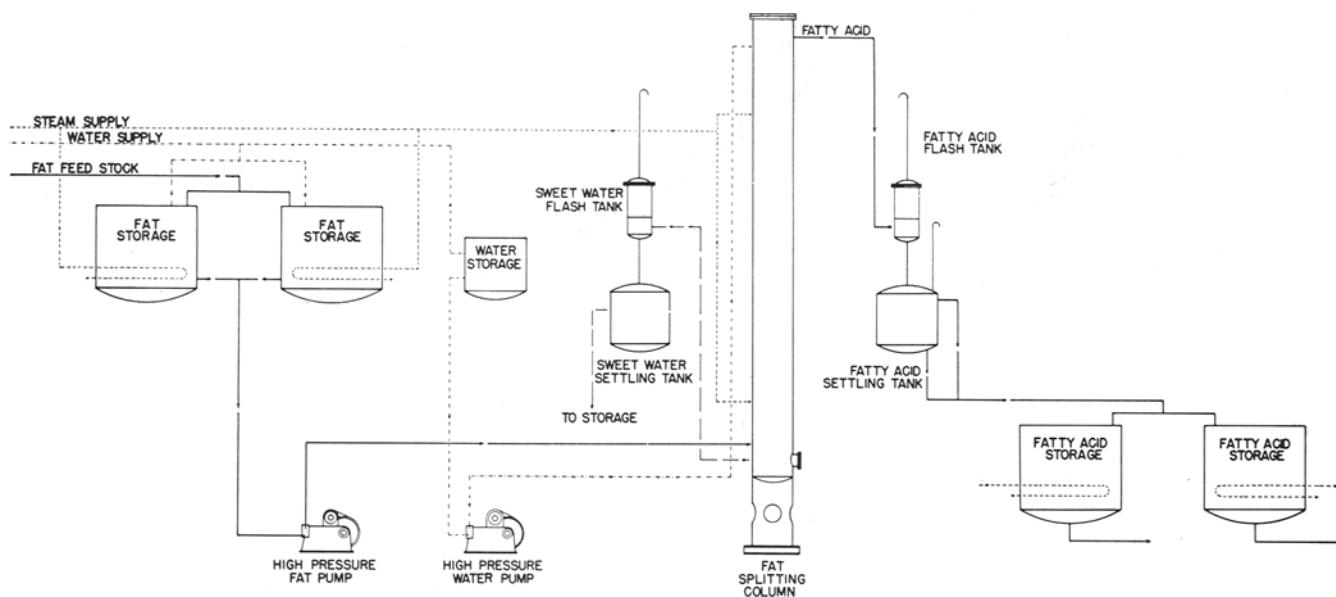 FATTY ACID
STEAM SUPPLY
WATER SUPPLY
FAT FEED STOCK
FATTY ACID
FLASH TANK
SWEET WATER
FLASH TANK
FAT
STORAGE
FAT
STORAGE
WATER
STORAGE
SWEET WATER
SETTLING TANK
FATTY ACID
SETTLING TANK
TO STORAGE
FATTY ACID
STORAGE
FATTY ACID
STORAGE
HIGH PRESSURE
FAT PUMP
HIGH PRESSURE
WATER PUMP
FAT
SPLITTING
COLUMN